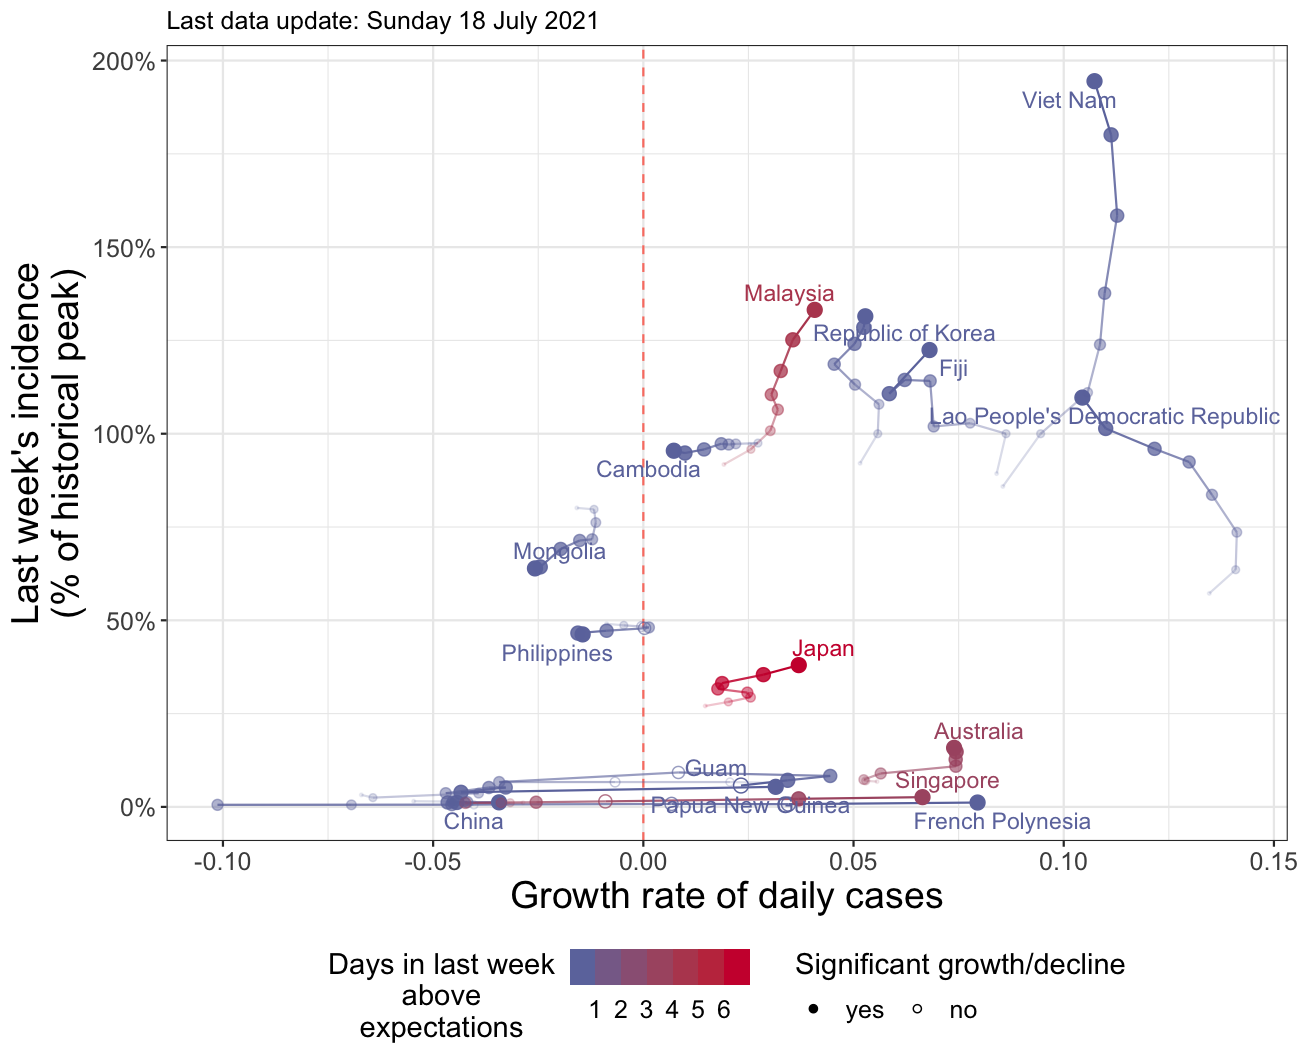 Last data update: Sunday 18 July 2021
200%
150%
100%
50%
0%
Last week's incidence
(% of historical peak)
Viet Nam
Malaysia
Republic of Korea
Fiji
Lao People's Democratic Republic
Cambodia
Mongolia
Philippines
Japan
Australia
Guam
Singapore
Papua New Guinea
China
French Polynesia
-0.10 -0.05 0.00 0.05 0.10 0.15
Growth rate of daily cases
Days in last week
above
expectations
1 2 3 4 5 6
Significant growth/decline
yes no